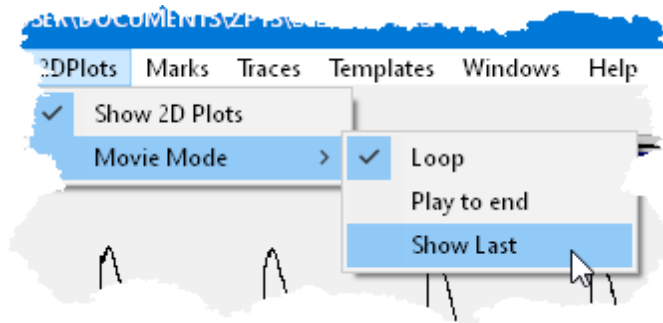 2DPlots Marks Traces Templates Windows Help
Show 2D Plots
Movie Mode
Loop
Play to end
Show Last